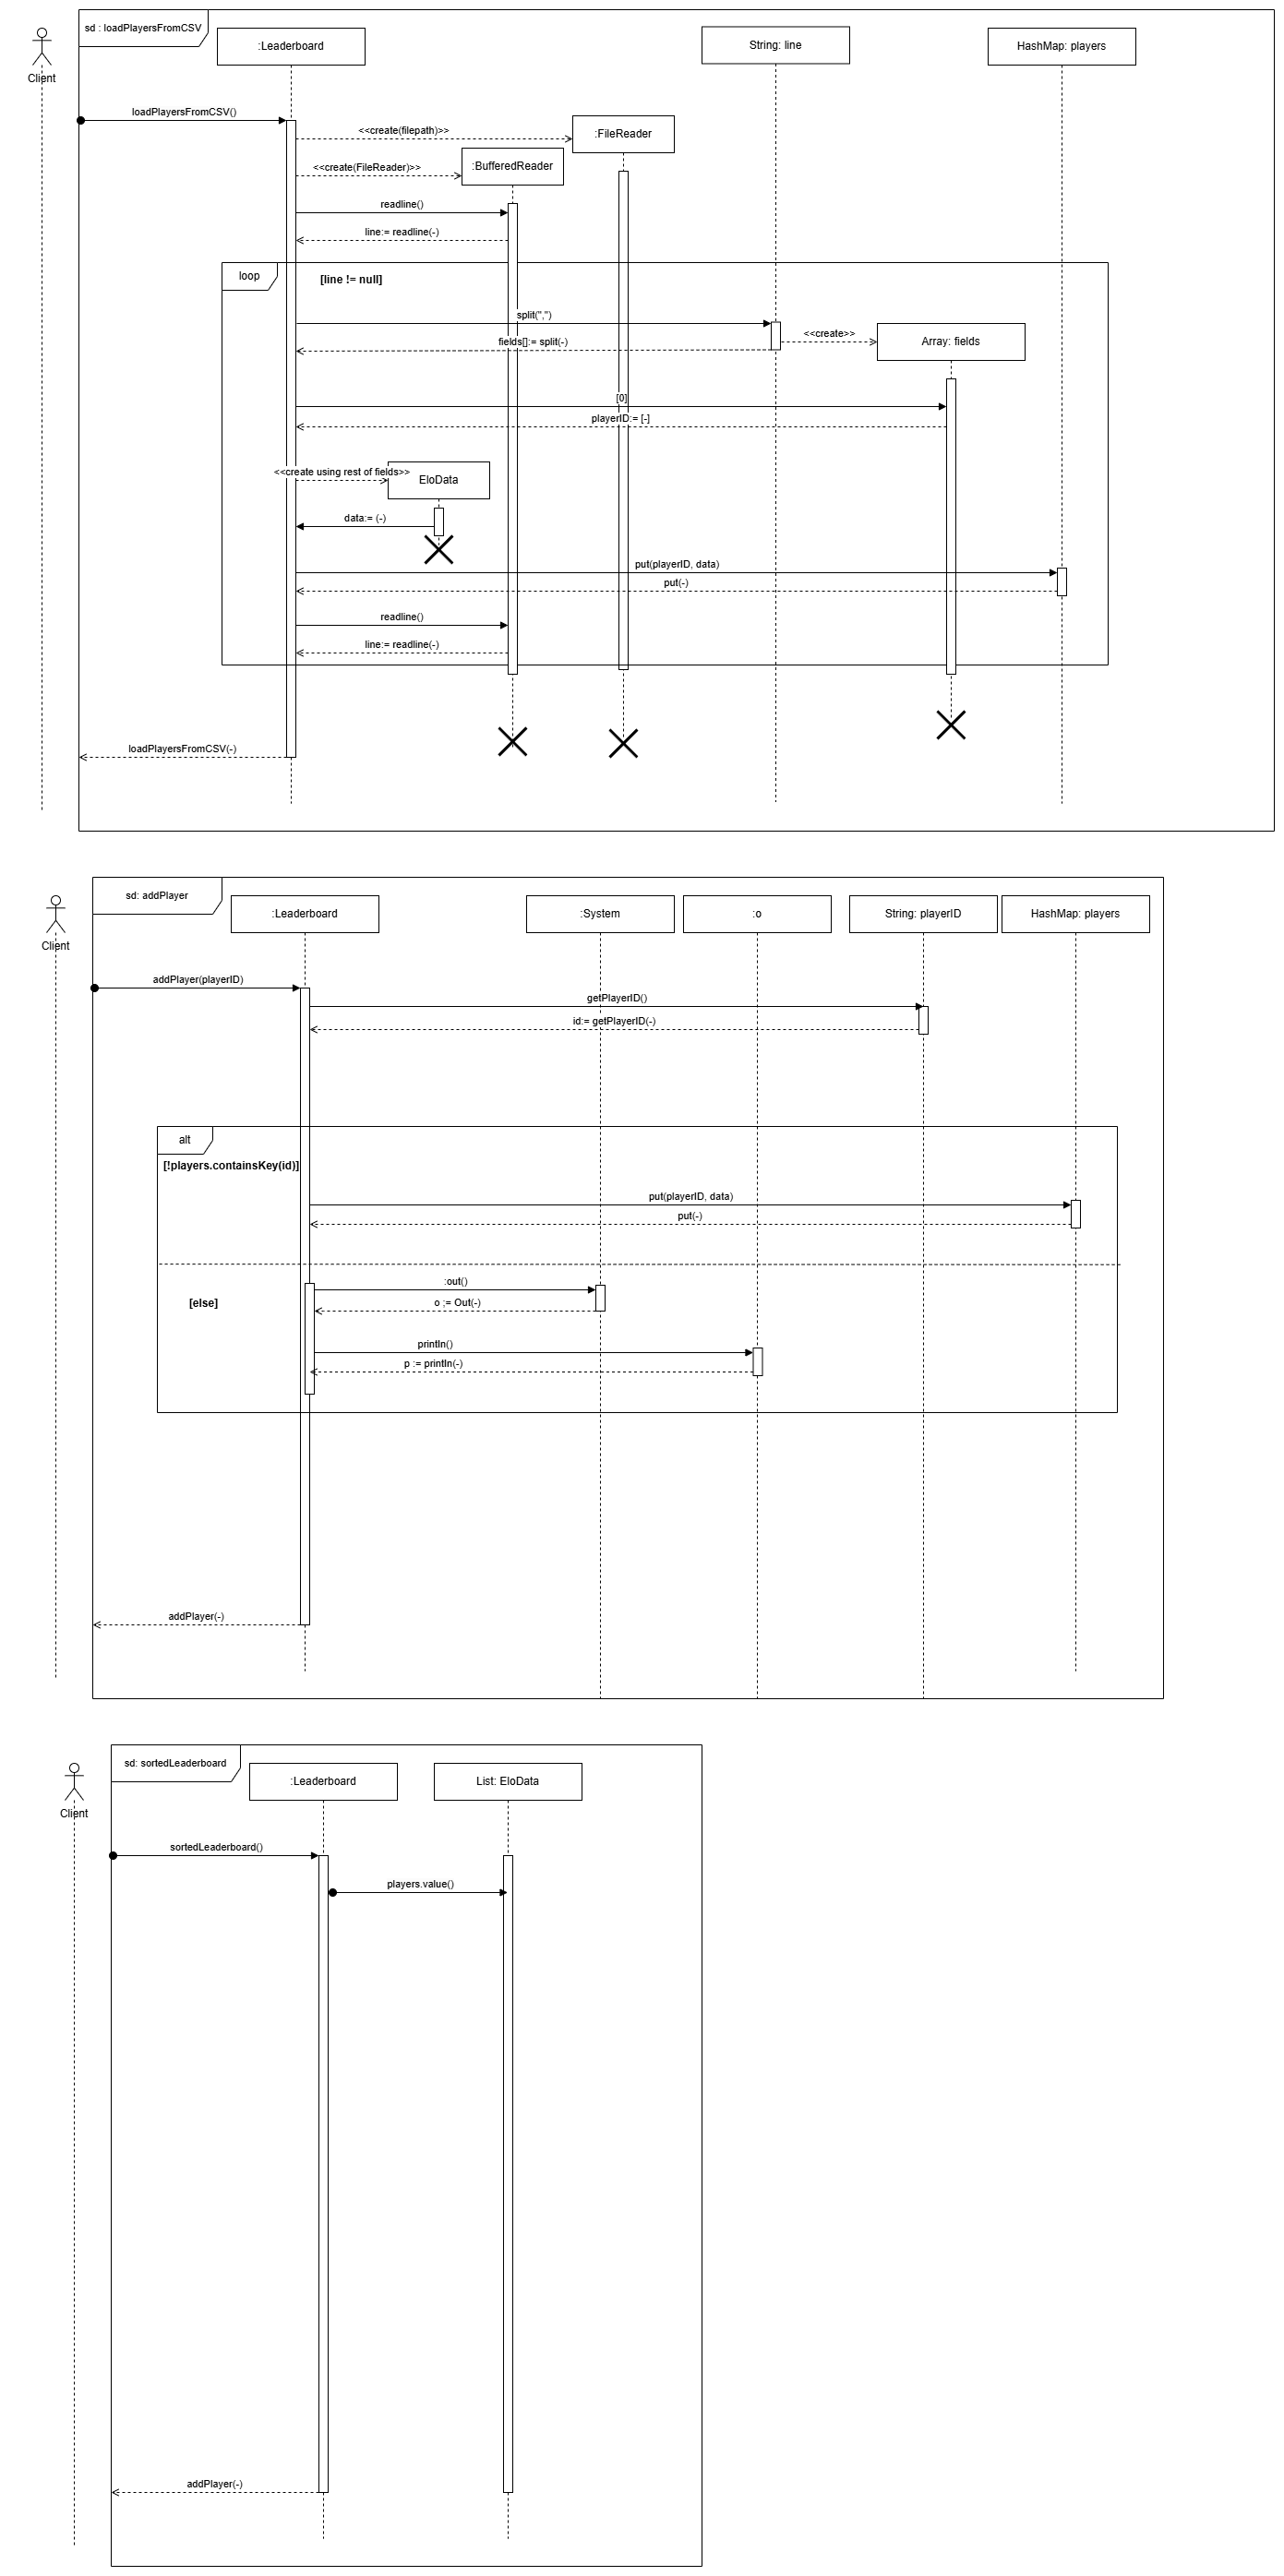 sd : loadPlayersFromCSV
:Leaderboard
String: line
HashMap: players
Client
loadPlayersFromCSV()
<<create(filepath)>>
:FileReader
:BufferedReader
<<create(FileReader)>>
readline()
line:= readline(-)
loop
[line != null]
split(",")
<<create>>
Array: fields
fields[]:= split(-)
[0]
playerID:= [-]
<<create using rest of fields>>
EloData
data:= (-)
put(playerID, data)
put(-)
readline()
line:= readline(-)
loadPlayersFromCSV(-)
sd: addPlayer
:Leaderboard
:System
:o
String: playerID
HashMap: players
Client
addPlayer(playerID)
getPlayerID()
id:= getPlayerID(-)
alt
[!players.containsKey(id)]
put(playerID, data)
put(-)
:out()
[else]
o ;= Out(-)
println()
p := println(-)
addPlayer(-)
sd: sortedLeaderboard
:Leaderboard
List: EloData
Client
sortedLeaderboard()
players.value()
addPlayer(-)